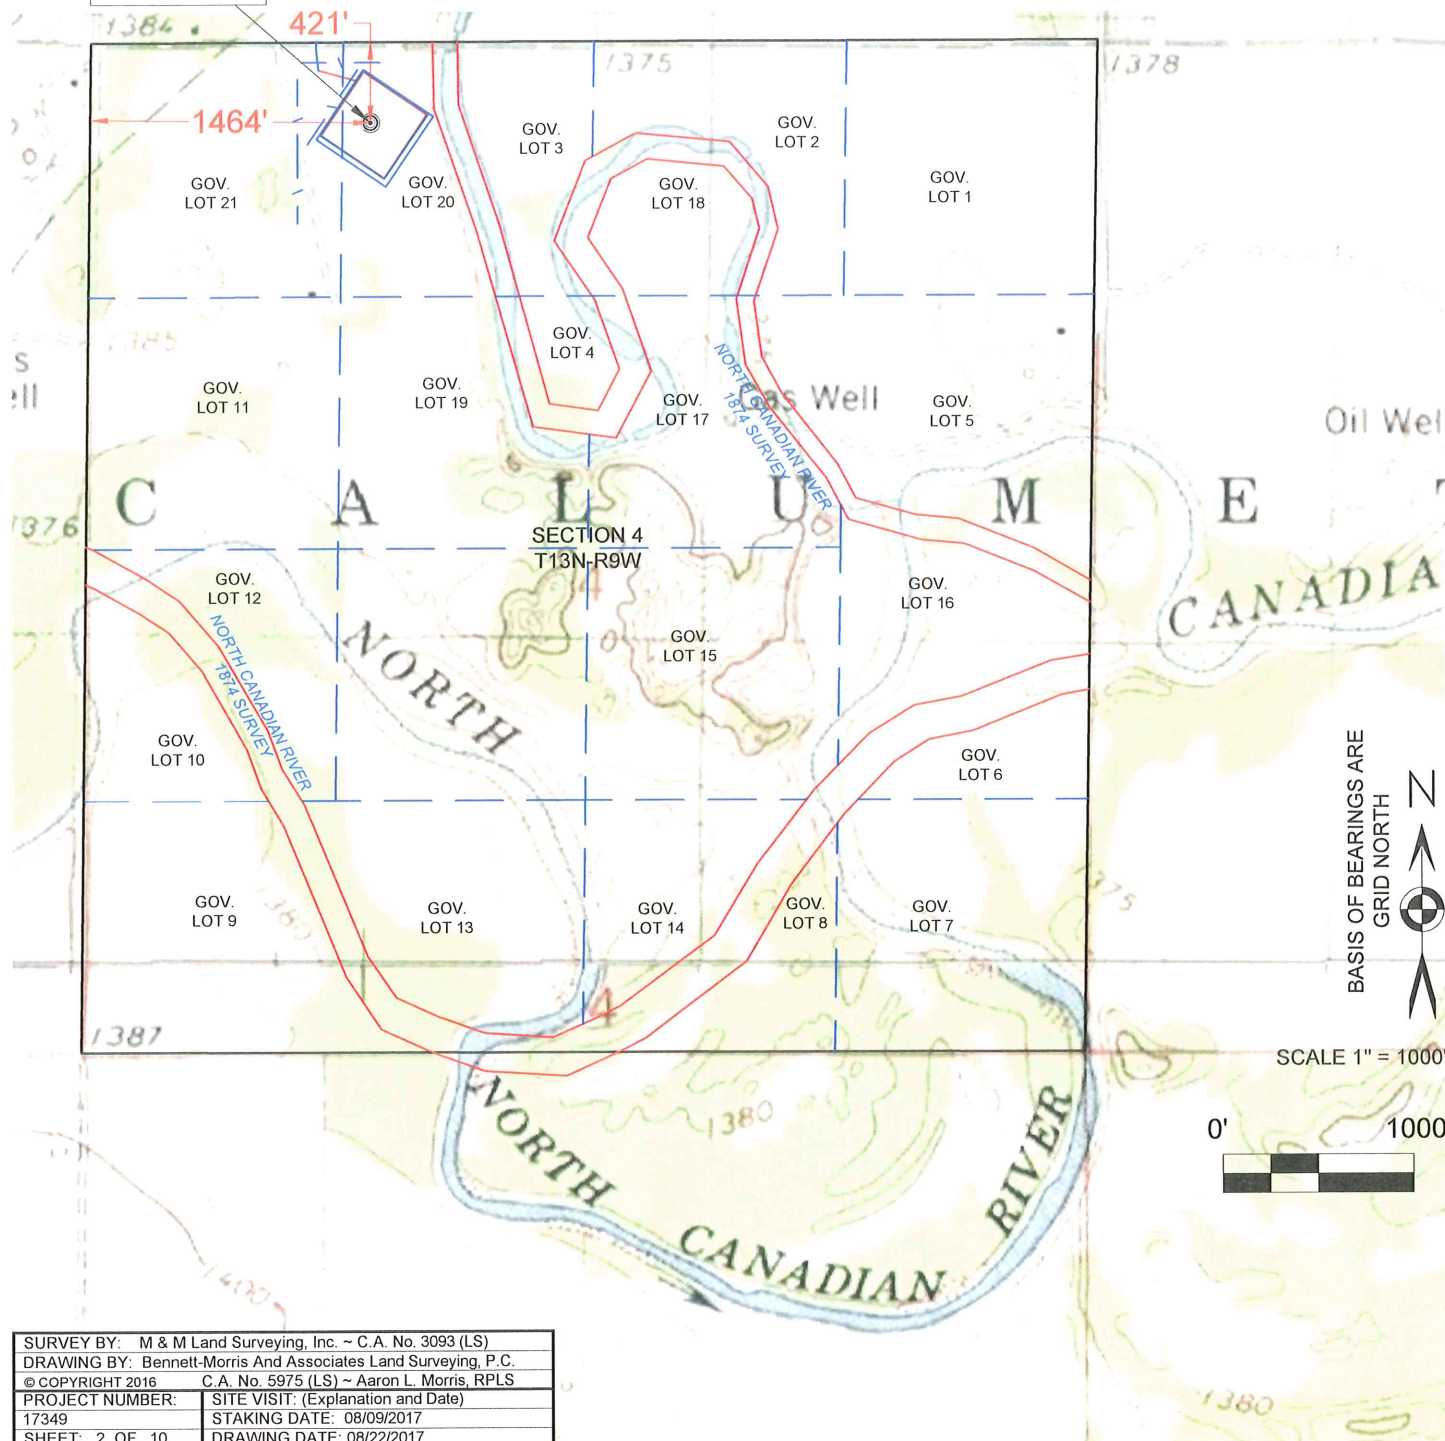 1384
421'
1375
1378
1464'
GOV.
LOT 3
GOV.
LOT 2
GOV.
LOT 21
GOV.
LOT 20
GOV.
LOT 18
GOV.
LOT 1
1385
GOV.
LOT 4
GOV.
LOT 11
GOV.
LOT 19
GOV.
LOT 17
Gas Well
GOV.
LOT 5
Oil Wel
NORTH CANADIAN RIVER
1874 SURVEY
C A L U M E
1376
SECTION 4
T13N-R9W
4
GOV.
LOT 12
GOV.
LOT 16
CANADIA
NORTH
GOV.
LOT 15
NORTH CANADIAN RIVER
1874 SURVEY
GOV.
LOT 10
GOV.
LOT 6
BASIS OF BEARINGS ARE
GRID NORTH
N
GOV.
LOT 9
1380
GOV.
LOT 13
GOV.
LOT 14
GOV.
LOT 8
GOV.
LOT 7
1375
4
1387
SCALE 1" = 1000'
0' 1000
NORTH
CANADIAN
RIVER
1380
1400
1380
SURVEY BY: M & M Land Surveying, Inc. ~ C.A. No. 3093 (LS)
DRAWING BY: Bennett-Morris And Associates Land Surveying, P.C.
© COPYRIGHT 2016 C.A. No. 5975 (LS) ~ Aaron L. Morris, RPLS
PROJECT NUMBER: SITE VISIT: (Explanation and Date)
17349 STAKING DATE: 08/09/2017
SHEET: 2 OF 10 DRAWING DATE: 08/22/2017